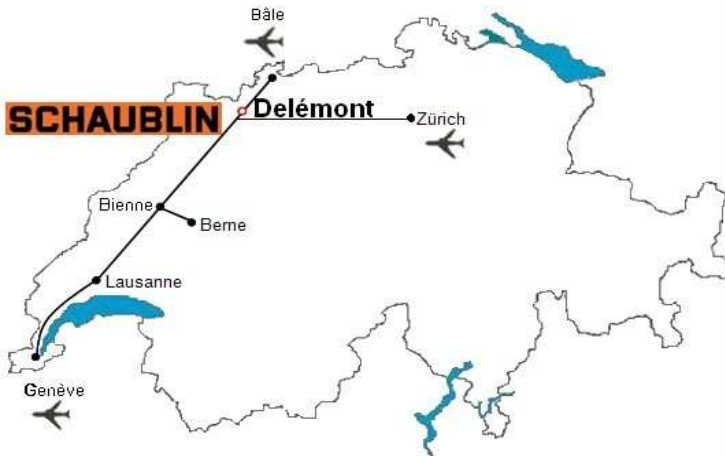 Bâle
SCHAUBLIN
Delémont
Zürich
Bienne
Berne
Lausanne
Genève